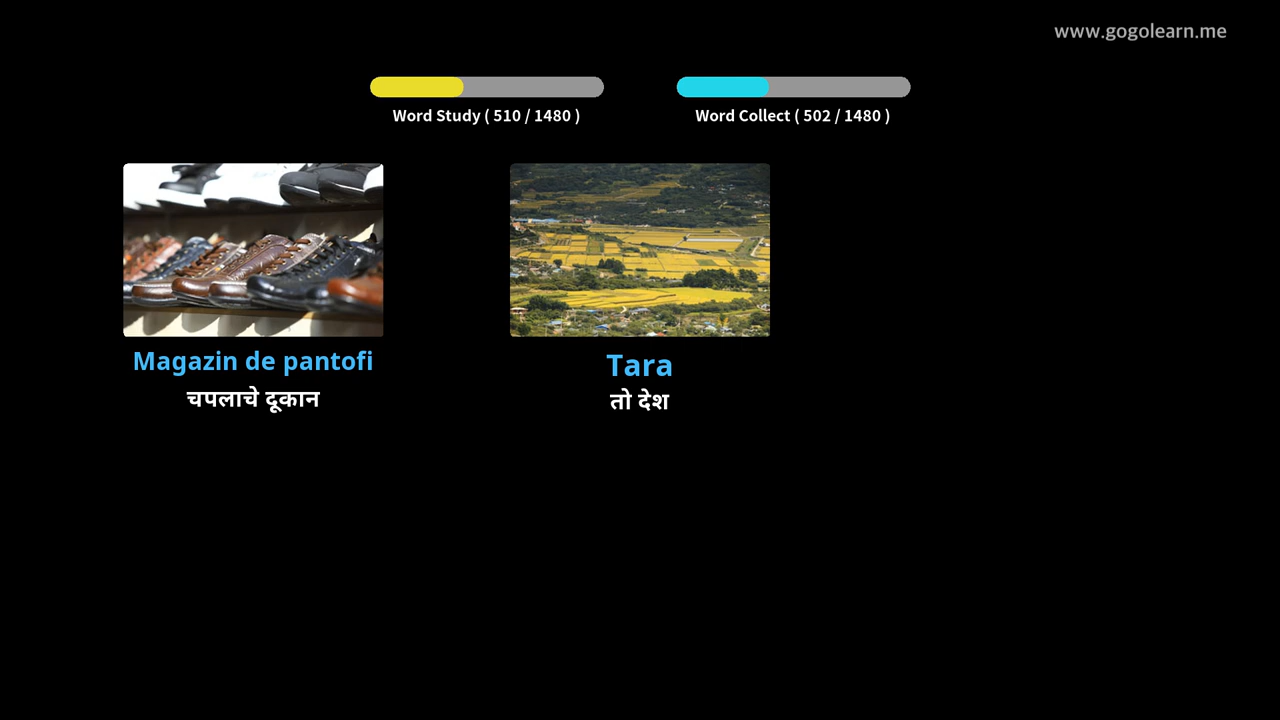 www.gogolearn.me
Word Study ( 510 / 1480 )
Word Collect ( 502 / 1480 )
Magazin de pantofi
चपलाचे दूकान
Tara
तो देश